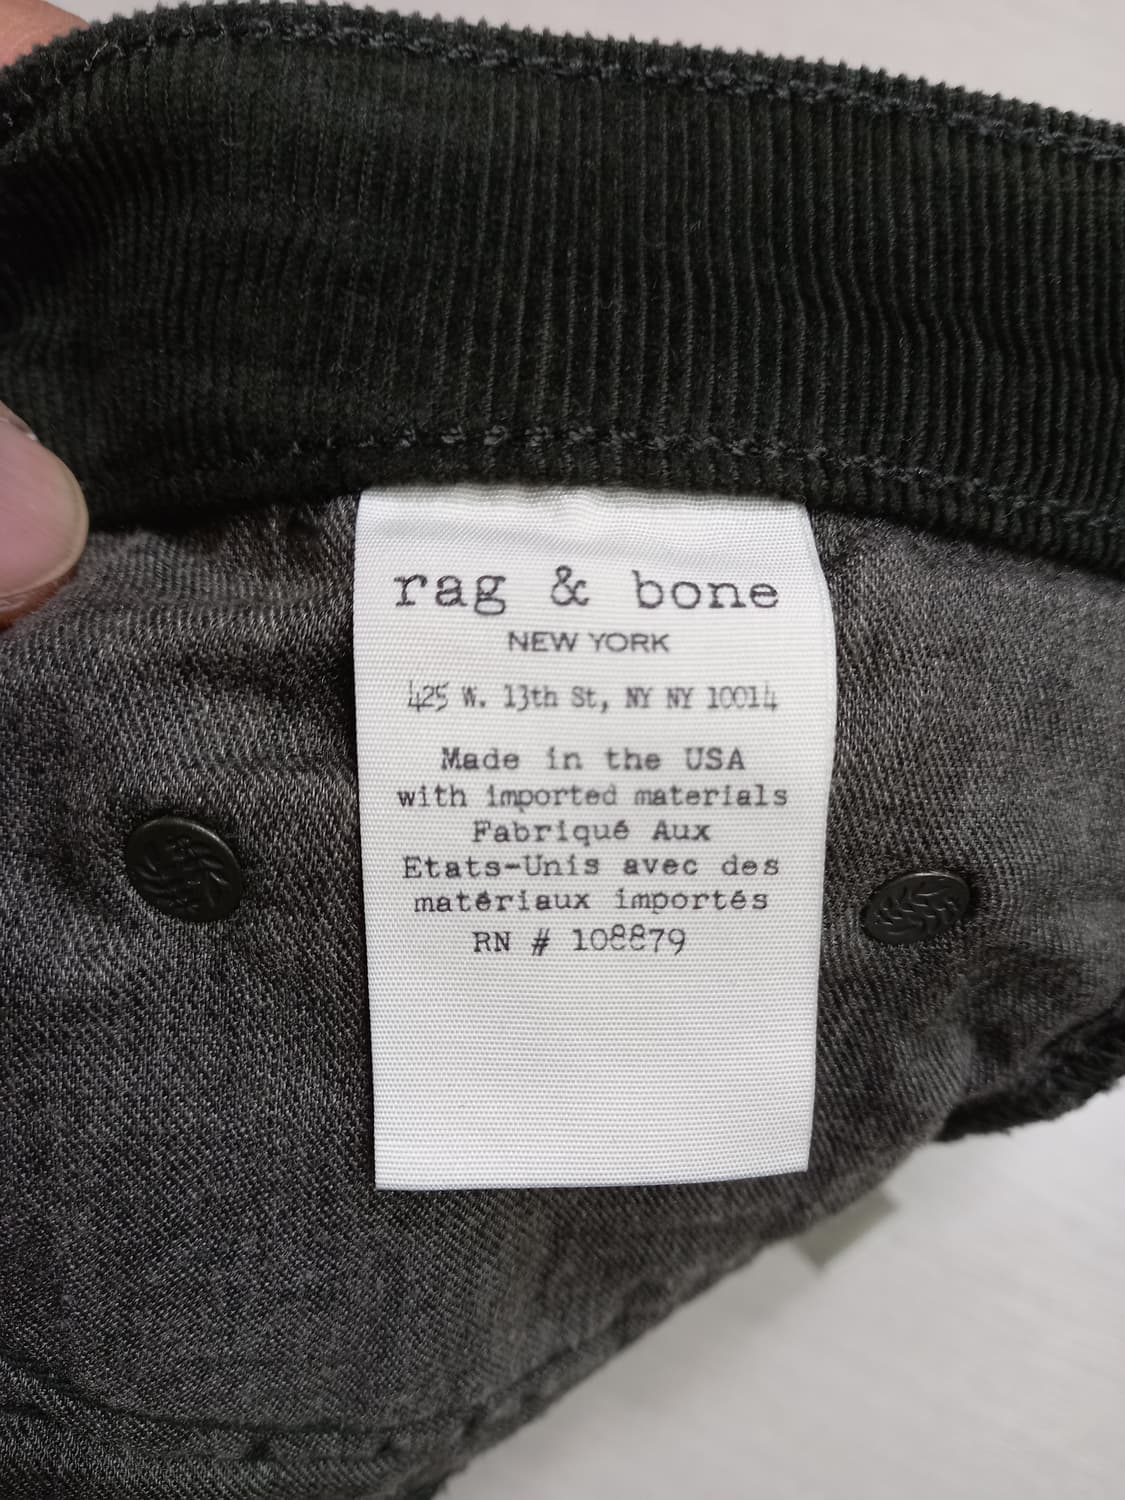 rag & bone
NEW YORK
425 W. 13th St, NY NY 10014
Made in the USA
with imported materials
Fabriqué Aux
Etats-Unis avec des
matériaux importés
RN # 108879